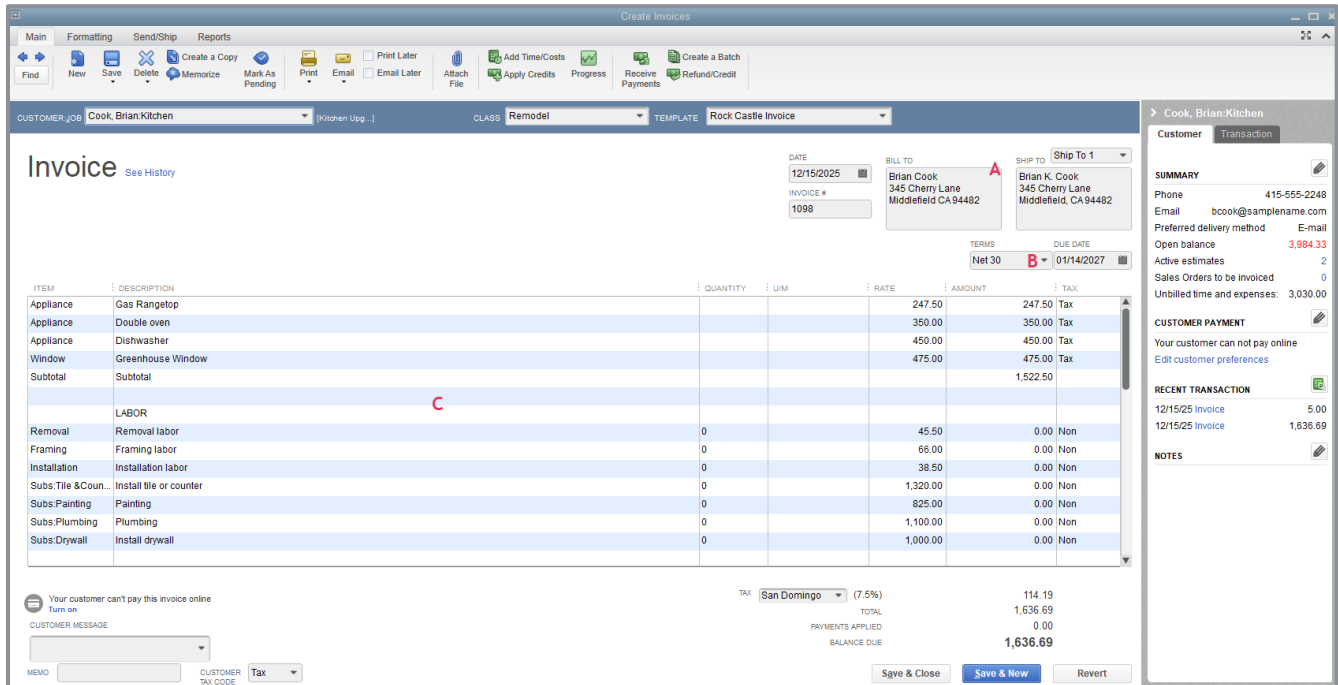 Create Invoices
Main Formatting Send/Ship Reports
Find New Save Delete Create a Copy Memorize Mark As Pending Print Email Print Later Email Later Attach File Add Time/Costs Apply Credits Progress Receive Payments Create a Batch Refund/Credit
CUSTOMER:JOB Cook, Brian:Kitchen [Kitchen Upg...] CLASS Remodel TEMPLATE Rock Castle Invoice
Invoice See History
DATE
12/15/2025
INVOICE #
1098
BILL TO A
Brian Cook
345 Cherry Lane
Middlefield CA 94482
SHIP TO Ship To 1
Brian K. Cook
345 Cherry Lane
Middlefield, CA 94482
TERMS DUE DATE
Net 30 B 01/14/2027
ITEM DESCRIPTION QUANTITY U/M RATE AMOUNT TAX
Appliance Gas Rangetop 247.50 247.50 Tax
Appliance Double oven 350.00 350.00 Tax
Appliance Dishwasher 450.00 450.00 Tax
Window Greenhouse Window 475.00 475.00 Tax
Subtotal Subtotal 1,522.50
C
LABOR
Removal Removal labor 0 45.50 0.00 Non
Framing Framing labor 0 66.00 0.00 Non
Installation Installation labor 0 38.50 0.00 Non
Subs:Tile &Coun... Install tile or counter 0 1,320.00 0.00 Non
Subs:Painting Painting 0 825.00 0.00 Non
Subs:Plumbing Plumbing 0 1,100.00 0.00 Non
Subs:Drywall Install drywall 0 1,000.00 0.00 Non
Your customer can't pay this invoice online
Turn on
CUSTOMER MESSAGE
MEMO CUSTOMER TAX CODE Tax
TAX San Domingo (7.5%) 114.19
TOTAL 1,636.69
PAYMENTS APPLIED 0.00
BALANCE DUE 1,636.69
Save & Close Save & New Revert
Cook, Brian:Kitchen
Customer Transaction
SUMMARY
Phone 415-555-2248
Email bcook@samplename.com
Preferred delivery method E-mail
Open balance 3,984.33
Active estimates 2
Sales Orders to be invoiced 0
Unbilled time and expenses: 3,030.00
CUSTOMER PAYMENT
Your customer can not pay online
Edit customer preferences
RECENT TRANSACTION
12/15/25 Invoice 5.00
12/15/25 Invoice 1,636.69
NOTES